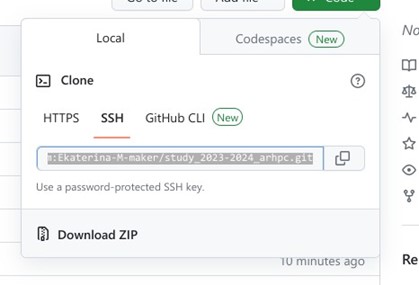 Go to file
Add file
Code
No
Local
Codespaces New
Clone
HTTPS
SSH
GitHub CLI New
m:Ekaterina-M-maker/study_2023-2024_arhpc.git
Use a password-protected SSH key.
Download ZIP
10 minutes ago
Re